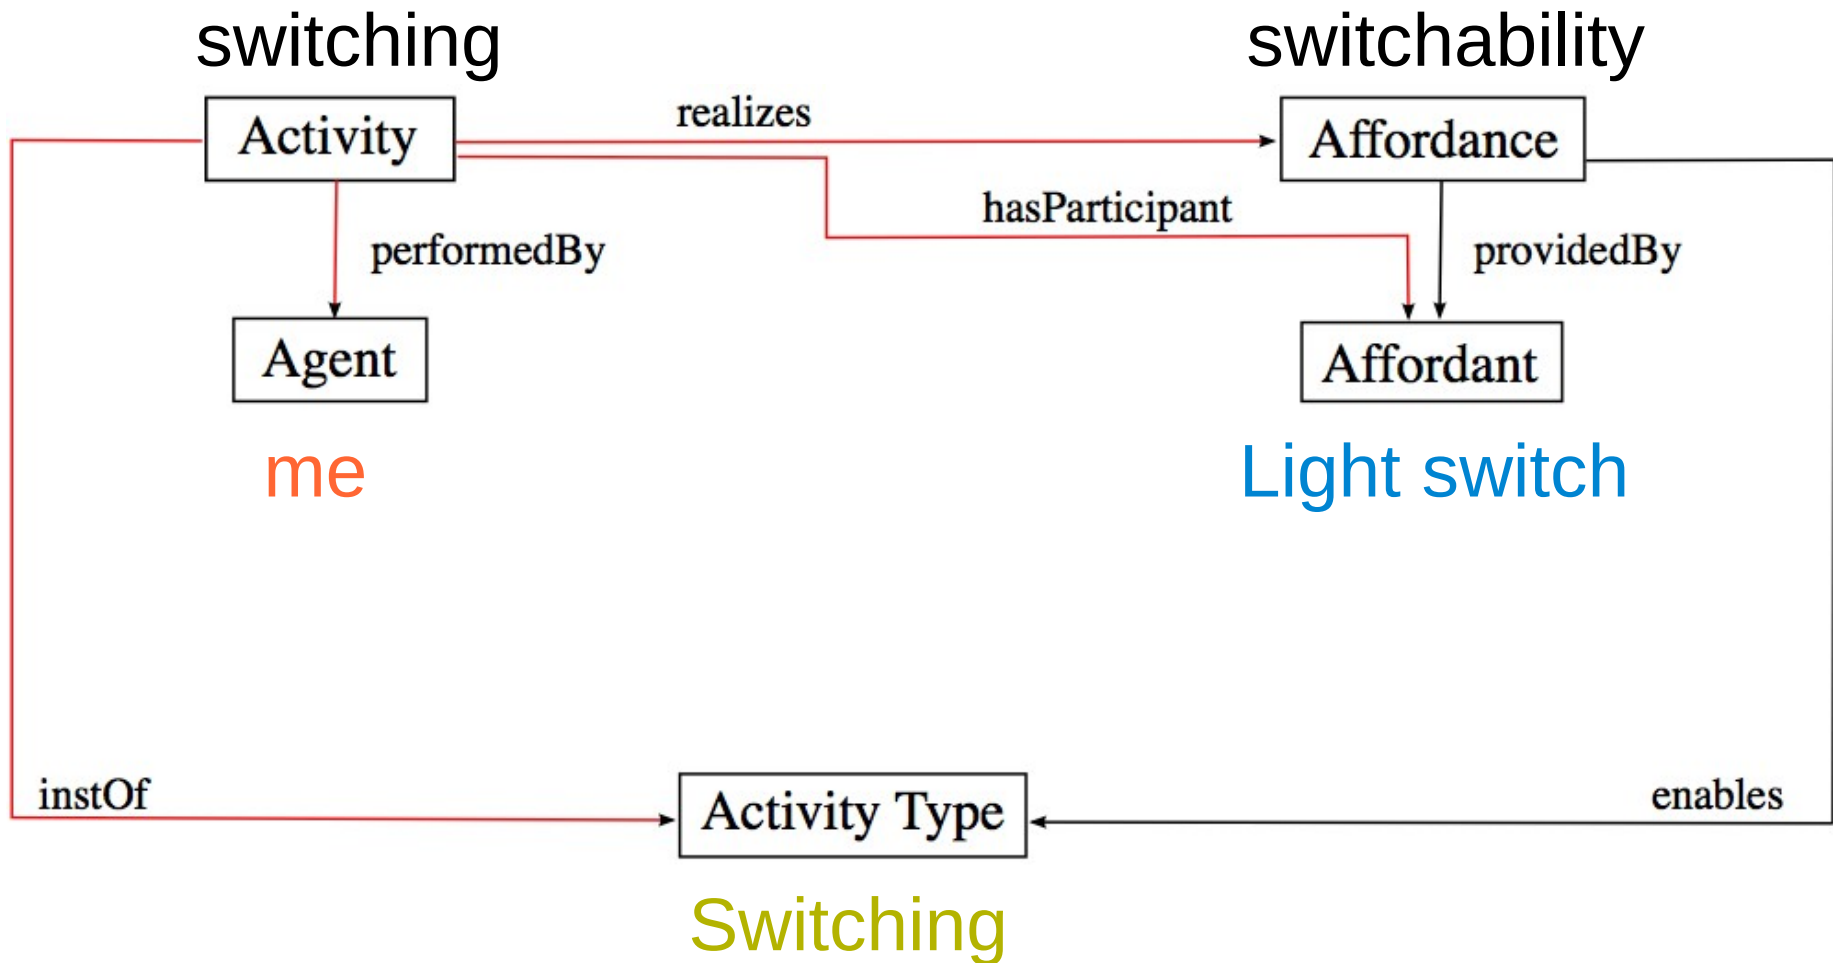 switching
switchability
Activity
realizes
Affordance
hasParticipant
performedBy
providedBy
Agent
Affordant
me
Light switch
instOf
Activity Type
enables
Switching